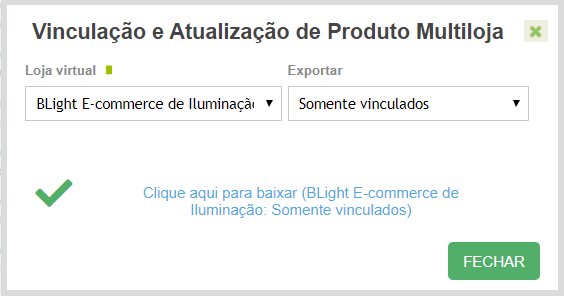 Vinculação e Atualização de Produto Multiloja
Loja virtual Exportar
BLight E-commerce de Iluminação Somente vinculados
Clique aqui para baixar (BLight E-commerce de
Iluminação: Somente vinculados)
FECHAR